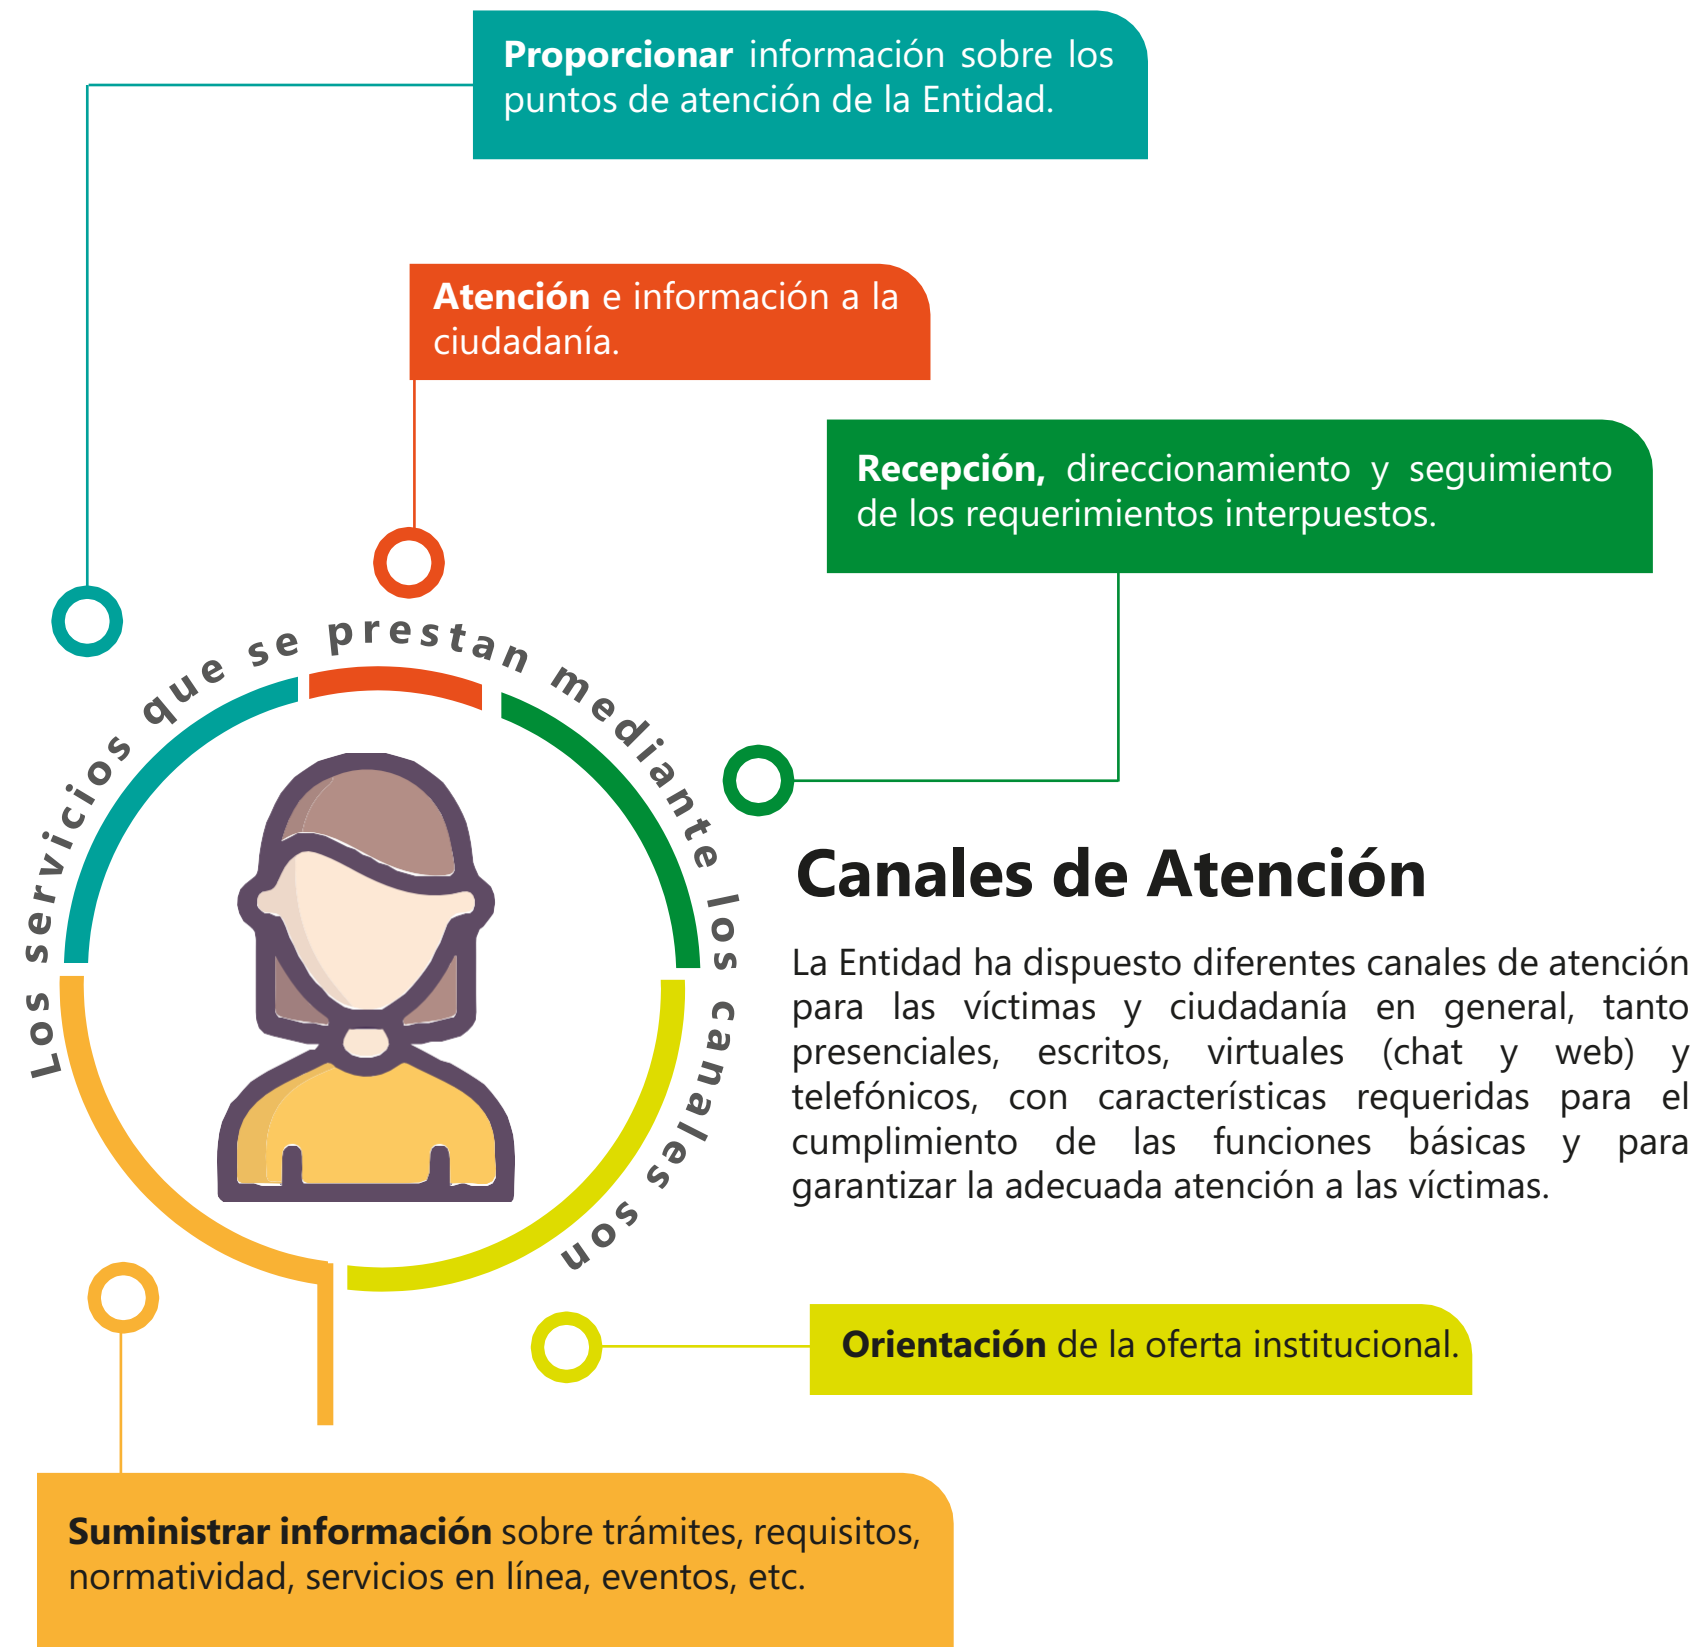 Proporcionar información sobre los
puntos de atención de la Entidad.
Atención e información a la
ciudadanía.
Recepción, direccionamiento y seguimiento
de los requerimientos interpuestos.
Los servicios que se prestan mediante los canales son
Canales de Atención
La Entidad ha dispuesto diferentes canales de atención
para las víctimas y ciudadanía en general, tanto
presenciales, escritos, virtuales (chat y web) y
telefónicos, con características requeridas para el
cumplimiento de las funciones básicas y para
garantizar la adecuada atención a las víctimas.
Orientación de la oferta institucional.
Suministrar información sobre trámites, requisitos,
normatividad, servicios en línea, eventos, etc.